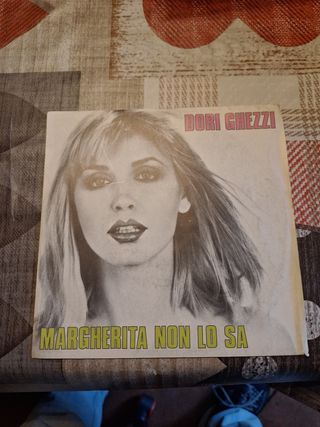 DORI GHEZZI
MARGHERITA NON LO SA